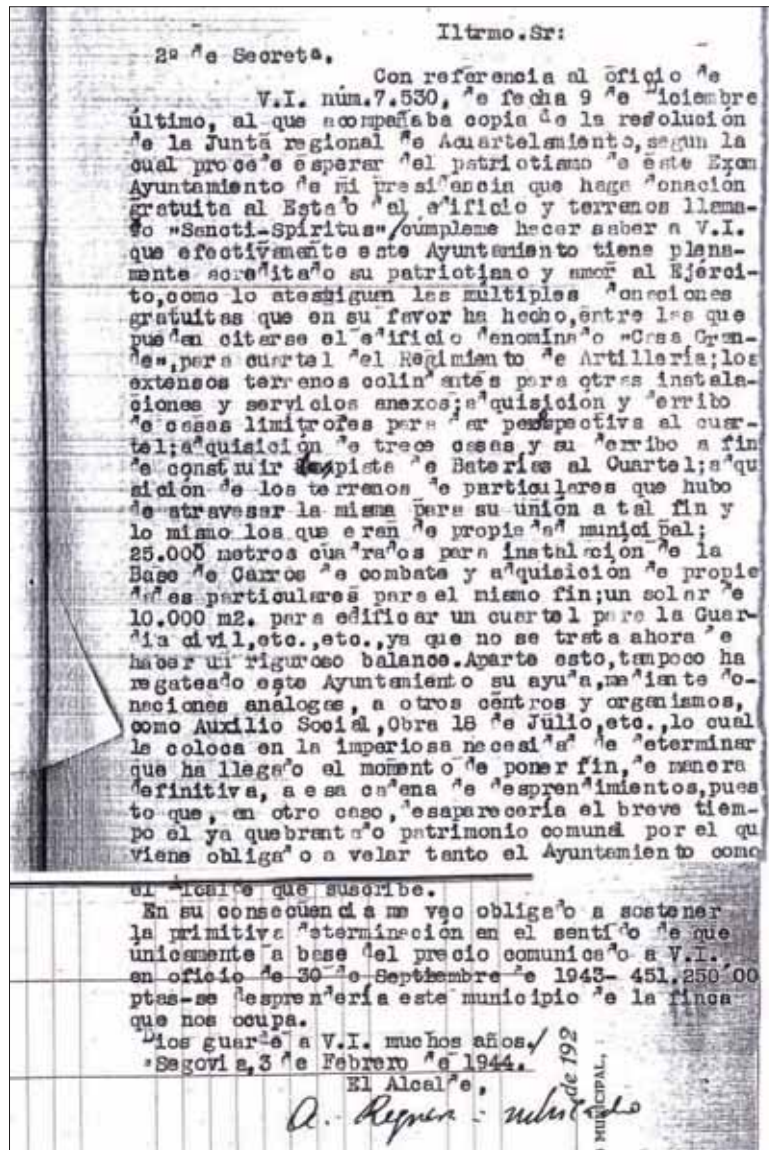 Iltrmo.Sr:
2º de Secreta.
Con referencia al oficio de
V.I. núm.7.530, de fecha 9 de Diciembre
último, al que acompañaba copia de la resolución
de la Junta regional de Acuartelamiento,segun la
cual procede esperar del patriotismo de este Excm
Ayuntamiento de mi presidencia que haga donación
gratuita al Estado del edificio y terrenos llama-
do "Sancti-Spiritus"/cúmpleme hacer saber a V.I.
que efectivamente este Ayuntamiento tiene plena-
mente acreditado su patriotismo y amor al Ejérci-
to,como lo atestiguan las múltiples donaciones
gratuitas que en su favor ha hecho,entre las que
pueden citarse el edificio denominado "Casa Gran-
de",para cuartel del Regimiento de Artilleria;los
extensos terrenos colindantes para otras instala-
ciones y servicios anexos;adquisicion y derribo
de casas limítrofes para dar perspectiva al cuar-
tel;adquisición de trece casas y su derribo a fin
de construir pista de Baterías al Cuartel;adqu
sición de los terrenos de particulares que hubo
de atravesar la misma para su unión a tal fin y
lo mismo los que eran de propiedad municipal;
25.000 metros cuadrados para instalación de la
Base de Carros de combate y adquisición de propie
dades particulares para el mismo fin;un solar de
10.000 m2. para edificar un cuartel para la Guar-
dia civil,etc.,etc.,ya que no se trata ahora de
hacer un riguroso balance.Aparte esto,tampoco ha
regateado este Ayuntamiento su ayuda,mediante do-
naciones análogas, a otros centros y organismos,
como Auxilio Social,Obra 18 de Julio,etc.,lo cual
le coloca en la imperiosa necesidad de determinar
que ha llegado el momento de poner fin,de manera
definitiva, a esa cadena de desprendimientos,pues
to que, en otro caso,desaparecería el breve tiem-
po el ya quebrantado patrimonio comunal por el qu
viene obligado a velar tanto el Ayuntamiento como
el Alcalde que suscribe.
En su consecuencia me veo obligado a sostener
la primitiva determinación en el sentido de que
unicamente a base del precio comunicado a V.I.
en oficio de 30 de Septiembre de 1943- 451.250'00
ptas-se desprendería este municipio de la finca
que nos ocupa.
Dios guarde a V.I. muchos años./
Segovia,3 de Febrero de 1944.
El Alcalde,
A. Reguera - rubricado
de 192
MUNICIPAL,